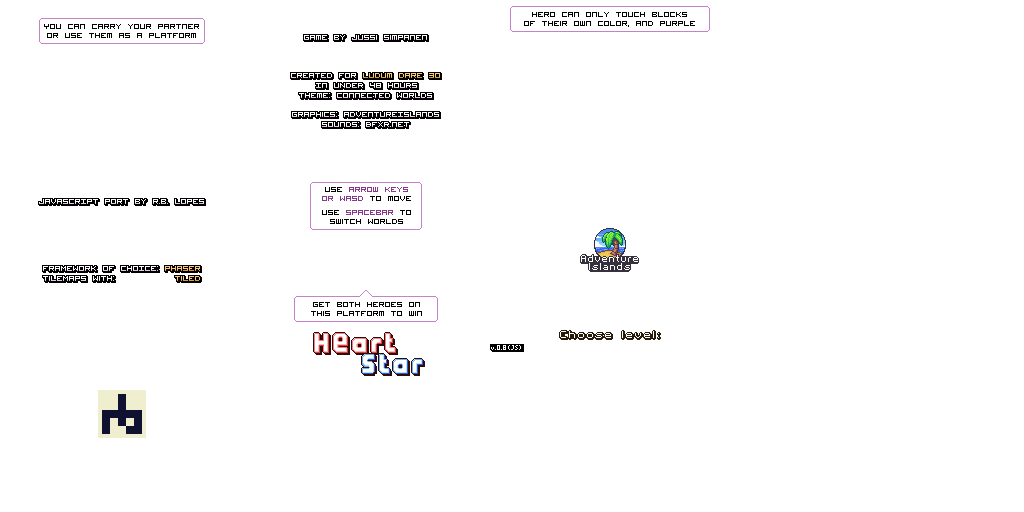 YOU CAN CARRY YOUR PARTNER
OR USE THEM AS A PLATFORM
GAME BY JUSSI SIMPANEN
CREATED FOR LUDUM DARE 30
IN UNDER 48 HOURS
THEME: CONNECTED WORLDS
GRAPHICS: ADVENTUREISLANDS
SOUNDS: BFXR.NET
HERO CAN ONLY TOUCH BLOCKS
OF THEIR OWN COLOR, AND PURPLE
JAVASCRIPT PORT BY R.B. LOPES
USE ARROW KEYS
OR WASD TO MOVE
USE SPACEBAR TO
SWITCH WORLDS
Adventure
Islands
FRAMEWORK OF CHOICE: PHASER
TILEMAPS WITH: TILED
GET BOTH HEROES ON
THIS PLATFORM TO WIN
Heart
Star
Choose level:
v.0.8(JS)